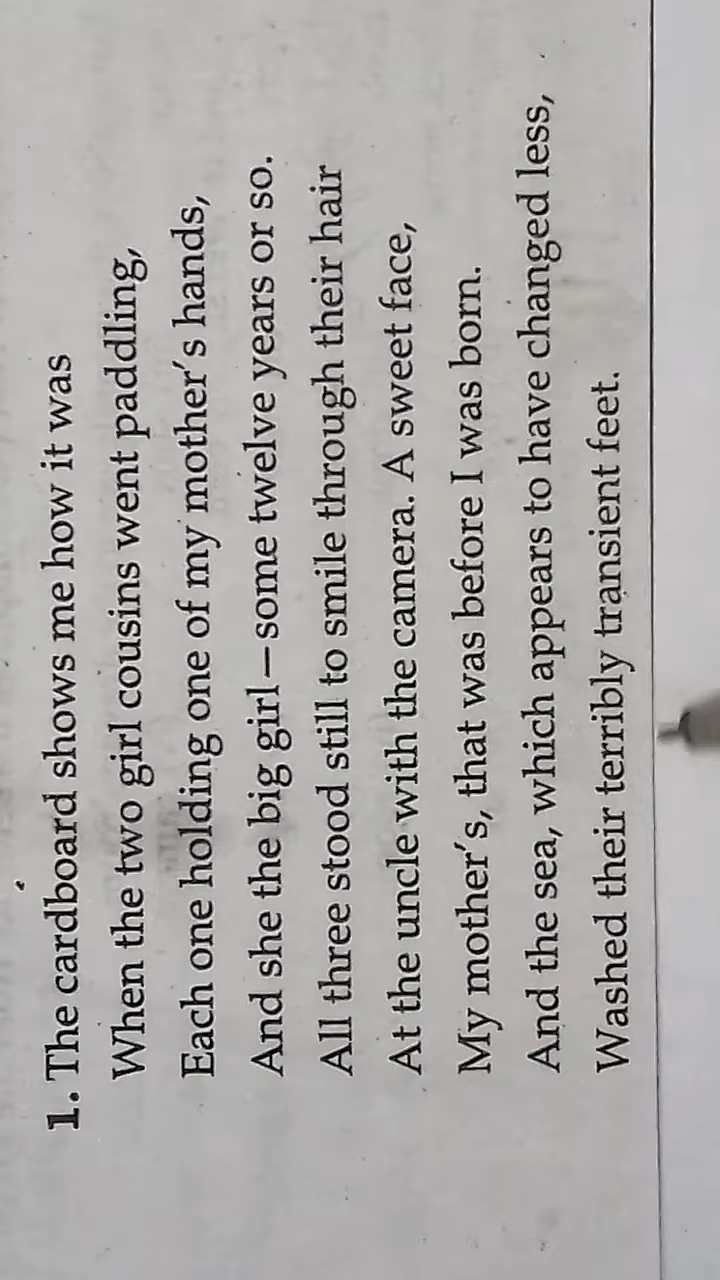 1. The cardboard shows me how it was
When the two girl cousins went paddling,
Each one holding one of my mother's hands,
And she the big girl—some twelve years or so.
All three stood still to smile through their hair
At the uncle with the camera. A sweet face,
My mother's, that was before I was born.
And the sea, which appears to have changed less,
Washed their terribly transient feet.